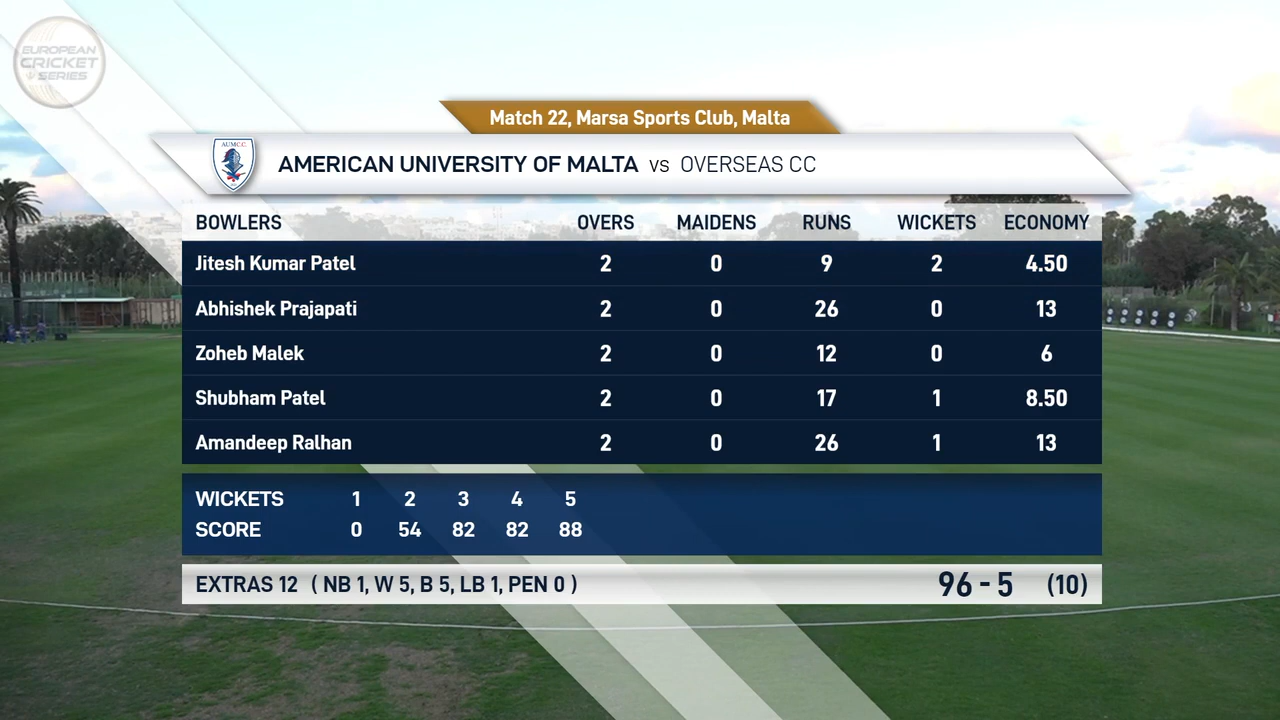 EUROPEAN
CRICKET
SERIES
Match 22, Marsa Sports Club, Malta
AUMCC.
AMERICAN UNIVERSITY OF MALTA vs OVERSEAS CC
BOWLERS OVERS MAIDENS RUNS WICKETS ECONOMY
Jitesh Kumar Patel 2 0 9 2 4.50
Abhishek Prajapati 2 0 26 0 13
Zoheb Malek 2 0 12 0 6
Shubham Patel 2 0 17 1 8.50
Amandeep Ralhan 2 0 26 1 13
WICKETS 1 2 3 4 5
SCORE 0 54 82 82 88
EXTRAS 12 ( NB 1, W 5, B 5, LB 1, PEN 0 ) 96 - 5 (10)